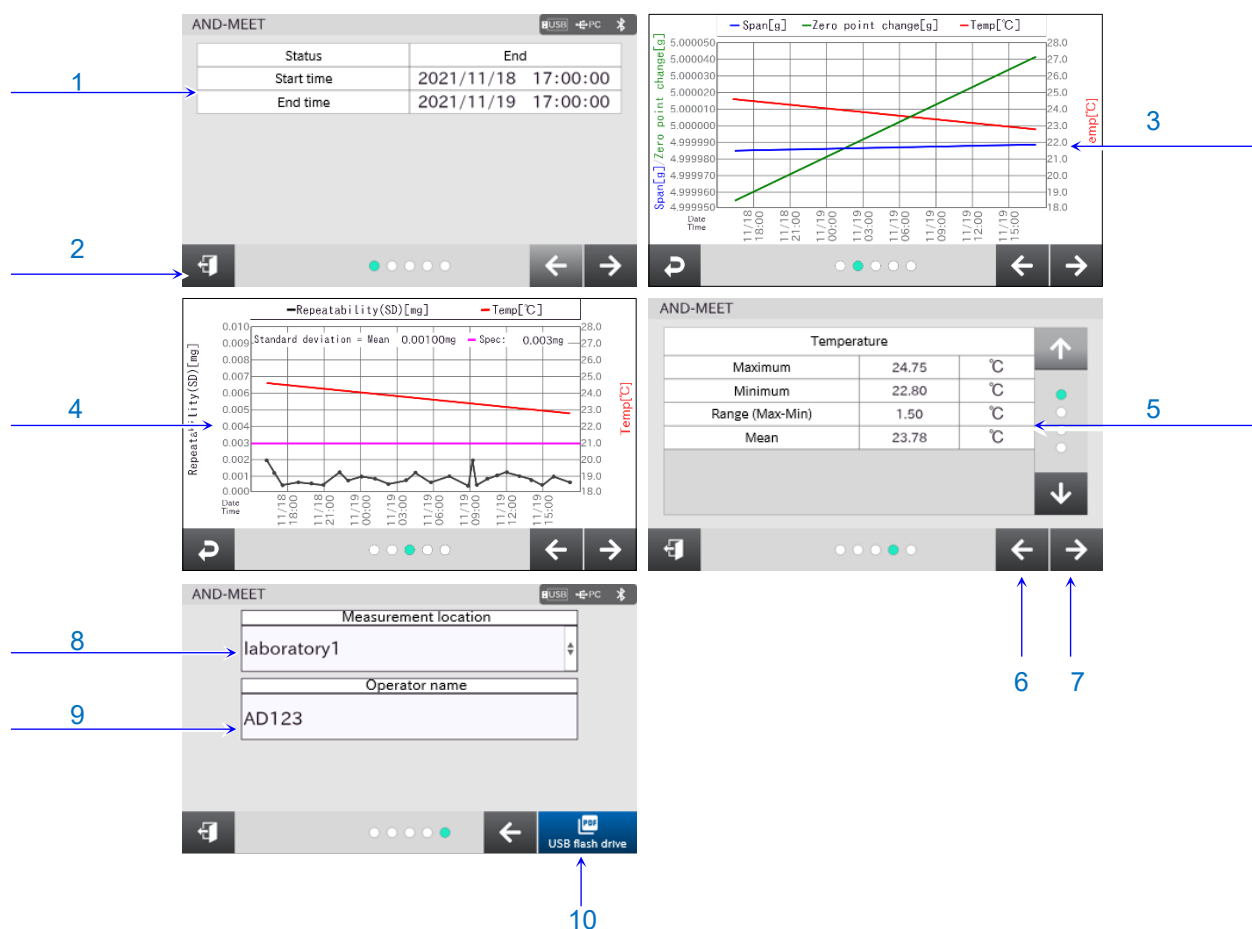 AND-MEET
USB PC
Status End
Start time 2021/11/18 17:00:00
End time 2021/11/19 17:00:00
1
2
Span[g] Zero point change[g] Temp[℃]
Span[g]/Zero point change[g]
5.000050
5.000040
5.000030
5.000020
5.000010
5.000000
4.999990
4.999980
4.999970
4.999960
4.999950
28.0
27.0
26.0
25.0
24.0
23.0
22.0
21.0
20.0
19.0
18.0
emp[℃]
Date
Time
11/18 18:00
11/18 21:00
11/19 00:00
11/19 03:00
11/19 06:00
11/19 09:00
11/19 12:00
11/19 15:00
3
Repeatability(SD)[mg] Temp[℃]
Standard deviation = Mean 0.00100mg Spec: 0.003mg
Repeatability(SD)[mg]
0.010
0.009
0.008
0.007
0.006
0.005
0.004
0.003
0.002
0.001
0.000
28.0
27.0
26.0
25.0
24.0
23.0
22.0
21.0
20.0
19.0
18.0
Temp[℃]
Date
Time
11/18 18:00
11/18 21:00
11/19 00:00
11/19 03:00
11/19 06:00
11/19 09:00
11/19 12:00
11/19 15:00
4
AND-MEET
Temperature
Maximum 24.75 ℃
Minimum 22.80 ℃
Range (Max-Min) 1.50 ℃
Mean 23.78 ℃
5
6 7
AND-MEET
USB PC
Measurement location
laboratory1
8
Operator name
AD123
9
PDF
USB flash drive
10